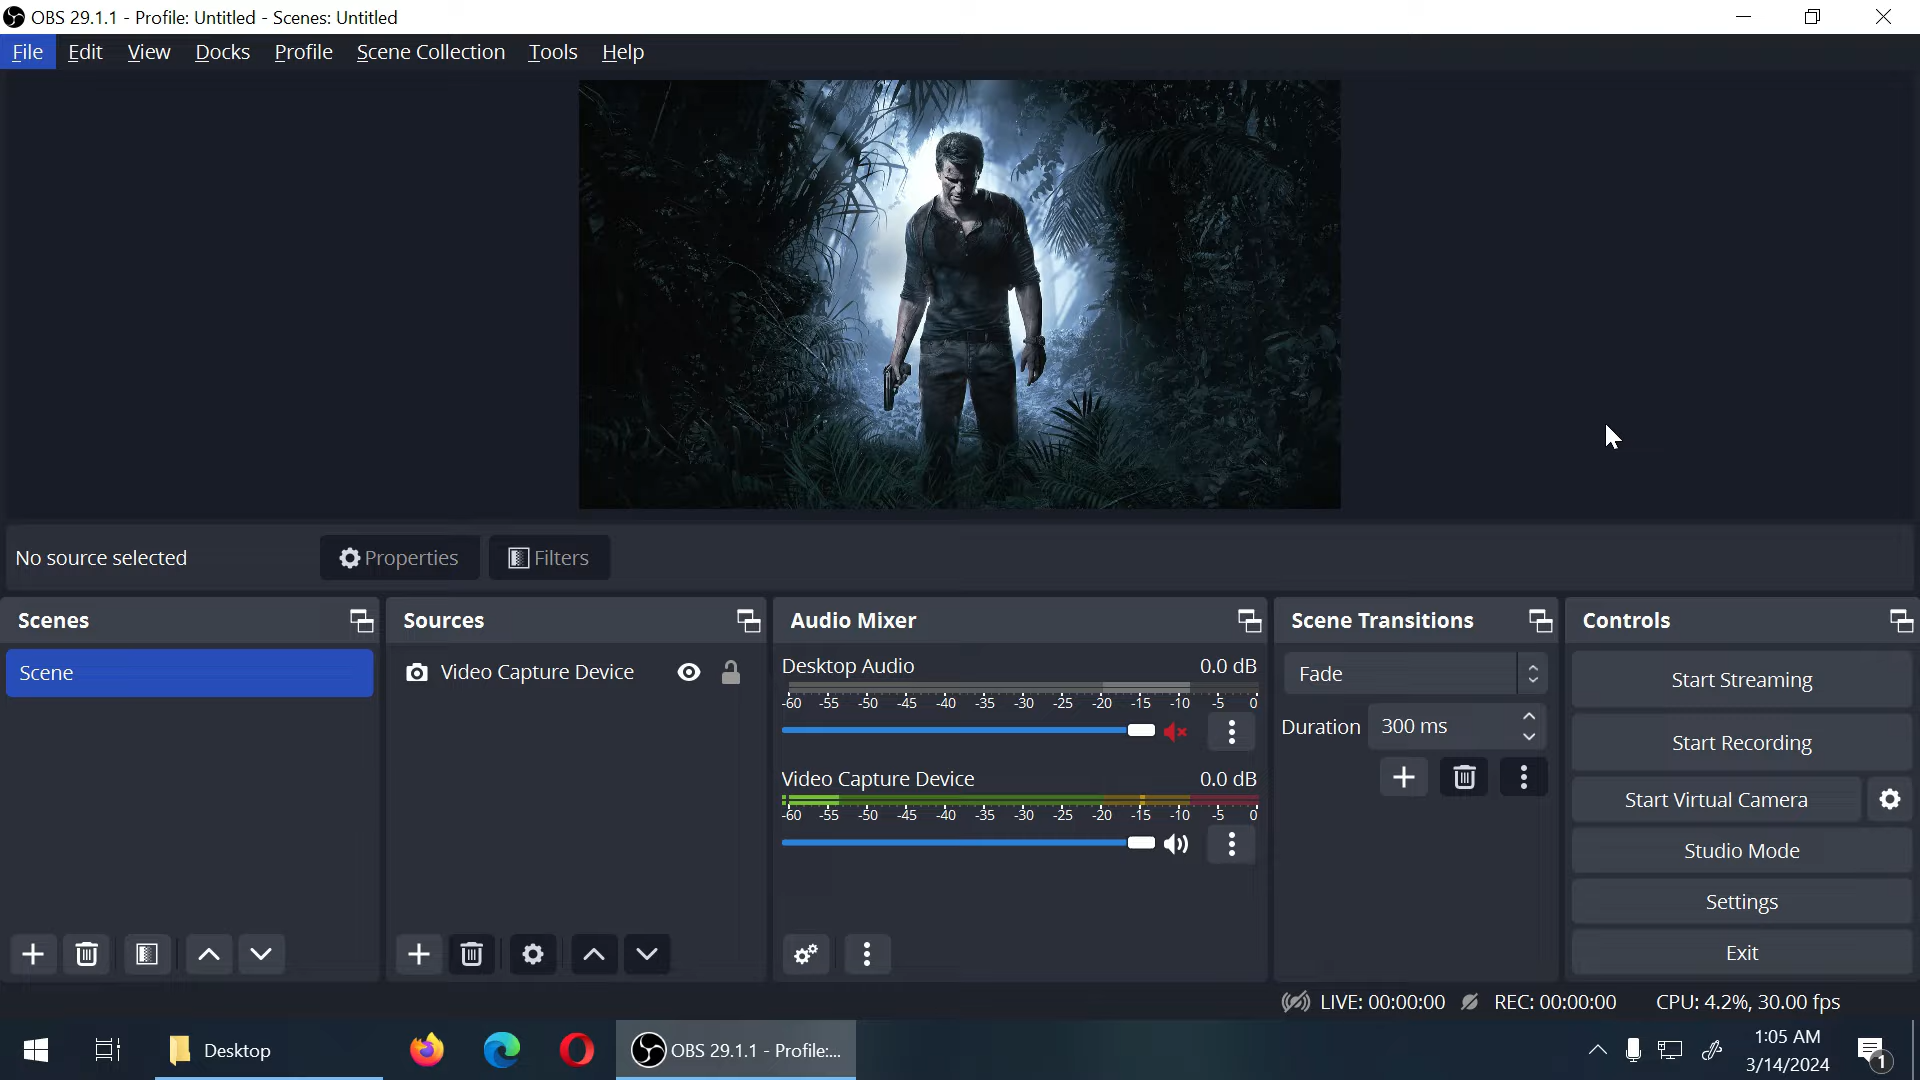 OBS 29.1.1 - Profile: Untitled - Scenes: Untitled
File Edit View Docks Profile Scene Collection Tools Help
No source selected Properties Filters
Scenes Sources Audio Mixer Scene Transitions Controls
Scene
Video Capture Device
Desktop Audio 0.0 dB
-60 -55 -50 -45 -40 -35 -30 -25 -20 -15 -10 -5 0
Video Capture Device 0.0 dB
-60 -55 -50 -45 -40 -35 -30 -25 -20 -15 -10 -5 0
Fade
Duration 300 ms
Start Streaming
Start Recording
Start Virtual Camera
Studio Mode
Settings
Exit
LIVE: 00:00:00 REC: 00:00:00 CPU: 4.2%, 30.00 fps
Desktop OBS 29.1.1 - Profile:... 1:05 AM
3/14/2024 1